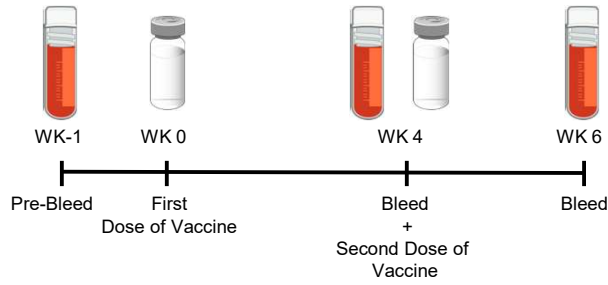 WK-1
WK 0
WK 4
WK 6
Pre-Bleed
First
Dose of Vaccine
Bleed
+
Second Dose of
Vaccine
Bleed